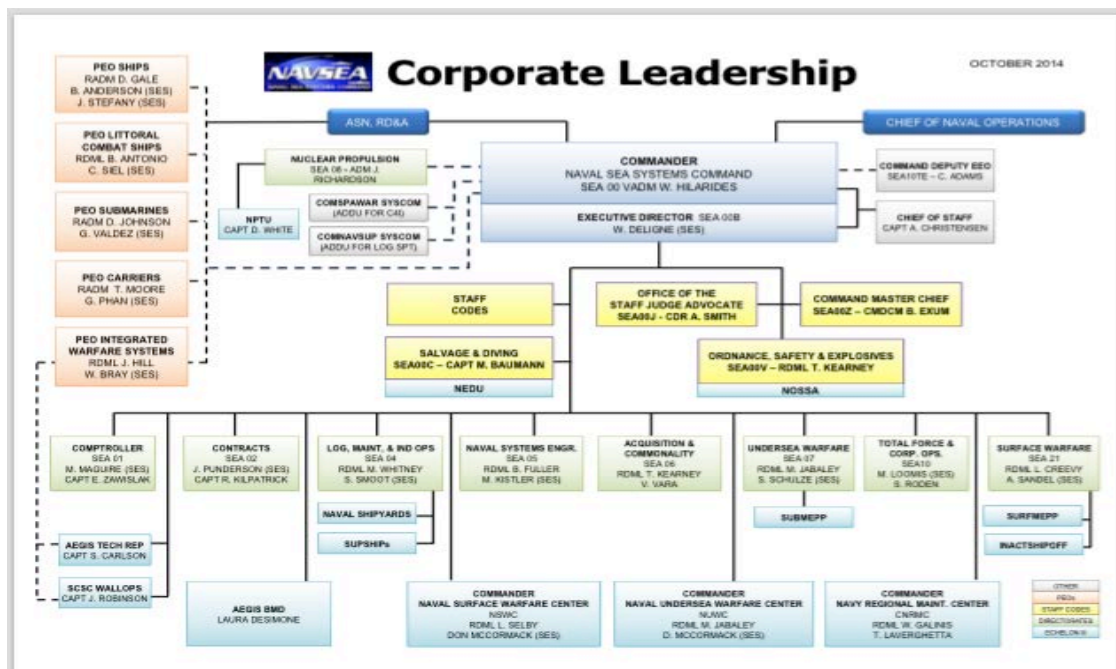 NAVSEA
NAVAL SEA SYSTEMS COMMAND
Corporate Leadership
OCTOBER 2014
PEO SHIPS
RADM D. GALE
B. ANDERSON (SES)
J. STEFANY (SES)
PEO LITTORAL
COMBAT SHIPS
RDML B. ANTONIO
C. SIEL (SES)
PEO SUBMARINES
RADM D. JOHNSON
G. VALDEZ (SES)
PEO CARRIERS
RADM T. MOORE
G. PHAN (SES)
PEO INTEGRATED
WARFARE SYSTEMS
RDML J. HILL
W. BRAY (SES)
ASN, RD&A
CHIEF OF NAVAL OPERATIONS
NUCLEAR PROPULSION
SEA 08 - ADM J.
RICHARDSON
NPTU
CAPT D. WHITE
COMSPAWAR SYSCOM
(ADDU FOR C4I)
COMNAVSUP SYSCOM
(ADDU FOR LOG SPT)
COMMANDER
NAVAL SEA SYSTEMS COMMAND
SEA 00 VADM W. HILARIDES
EXECUTIVE DIRECTOR SEA 00B
W. DELIGNE (SES)
COMMAND DEPUTY EEO
SEA10TE – C. ADAMS
CHIEF OF STAFF
CAPT A. CHRISTENSEN
STAFF
CODES
OFFICE OF THE
STAFF JUDGE ADVOCATE
SEA00J - CDR A. SMITH
COMMAND MASTER CHIEF
SEA00Z – CMDCM B. EXUM
SALVAGE & DIVING
SEA00C – CAPT M. BAUMANN
NEDU
ORDNANCE, SAFETY & EXPLOSIVES
SEA00V – RDML T. KEARNEY
NOSSA
COMPTROLLER
SEA 01
M. MAGUIRE (SES)
CAPT E. ZAWISLAK
CONTRACTS
SEA 02
J. PUNDERSON (SES)
CAPT R. KILPATRICK
LOG, MAINT, & IND OPS
SEA 04
RDML M. WHITNEY
S. SMOOT (SES)
NAVAL SYSTEMS ENGR.
SEA 05
RDML B. FULLER
M. KISTLER (SES)
ACQUISITION &
COMMONALITY
SEA 06
RDML T. KEARNEY
V. VARA
UNDERSEA WARFARE
SEA 07
RDML M. JABALEY
S. SCHULZE (SES)
TOTAL FORCE &
CORP. OPS.
SEA10
M. LOOMIS (SES)
S. RODEN
SURFACE WARFARE
SEA 21
RDML L. CREEVY
A. SANDEL (SES)
NAVAL SHIPYARDS
SUPSHIPs
SUBMEPP
SURFMEPP
INACTSHIPOFF
AEGIS TECH REP
CAPT S. CARLSON
SCSC WALLOPS
CAPT J. ROBINSON
AEGIS BMD
LAURA DESIMONE
COMMANDER
NAVAL SURFACE WARFARE CENTER
NSWC
RDML L. SELBY
DON MCCORMACK (SES)
COMMANDER
NAVAL UNDERSEA WARFARE CENTER
NUWC
RDML M. JABALEY
D. MCCORMACK (SES)
COMMANDER
NAVY REGIONAL MAINT. CENTER
CNRMC
RDML W. GALINIS
T. LAVERGHETTA
OTHER
PEOs
STAFF CODES
DIRECTORATES
ECHELON III